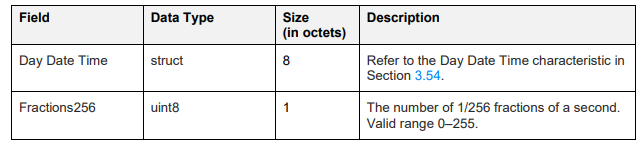 Field Data Type Size (in octets) Description
Day Date Time struct 8 Refer to the Day Date Time characteristic in
Section 3.54.
Fractions256 uint8 1 The number of 1/256 fractions of a second.
Valid range 0–255.